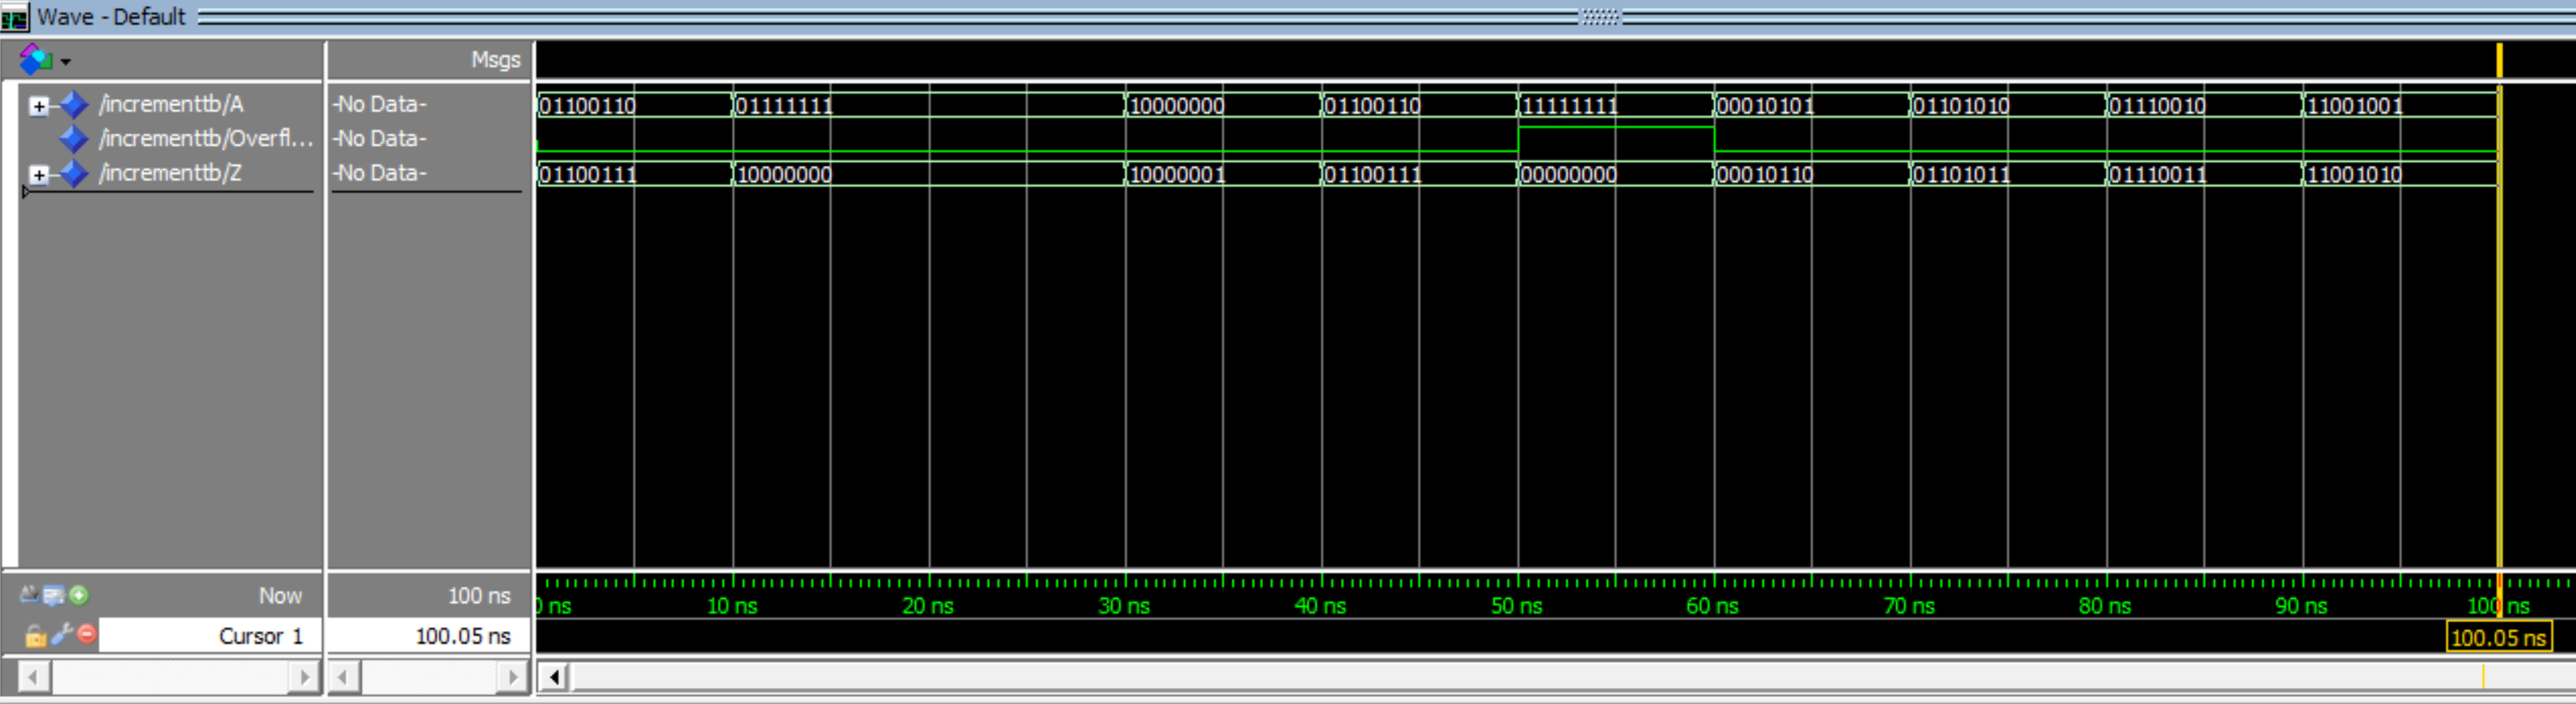 Wave - Default
Msgs
/incrementtb/A -No Data- 01100110 01111111 10000000 01100110 11111111 00010101 01101010 01110010 11001001
/incrementtb/Overfl... -No Data-
/incrementtb/Z -No Data- 01100111 10000000 10000001 01100111 00000000 00010110 01101011 01110011 11001010
Now 100 ns 0 ns 10 ns 20 ns 30 ns 40 ns 50 ns 60 ns 70 ns 80 ns 90 ns 100 ns
Cursor 1 100.05 ns 100.05 ns